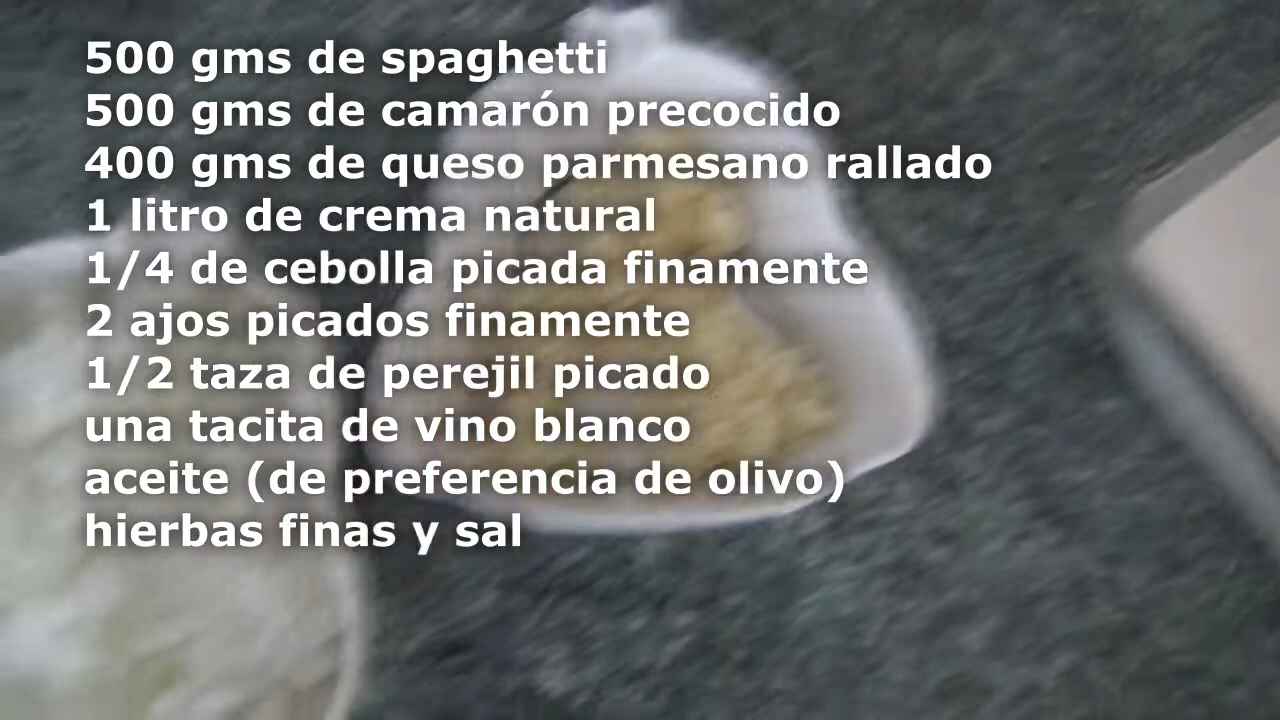 500 gms de spaghetti
500 gms de camarón precocido
400 gms de queso parmesano rallado
1 litro de crema natural
1/4 de cebolla picada finamente
2 ajos picados finamente
1/2 taza de perejil picado
una tacita de vino blanco
aceite (de preferencia de olivo)
hierbas finas y sal